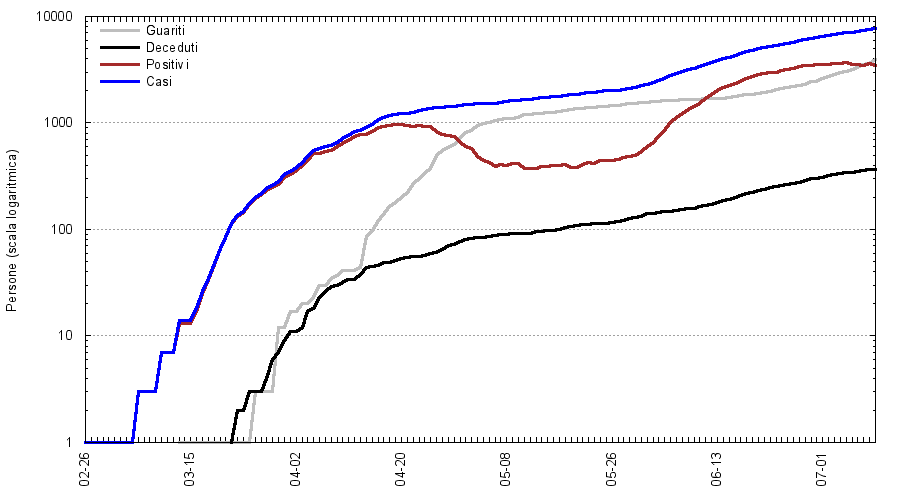 10000
Guariti
Deceduti
Positivi
Casi
1000
100
10
1
Persone (scala logaritmica)
02-26
03-15
04-02
04-20
05-08
05-26
06-13
07-01